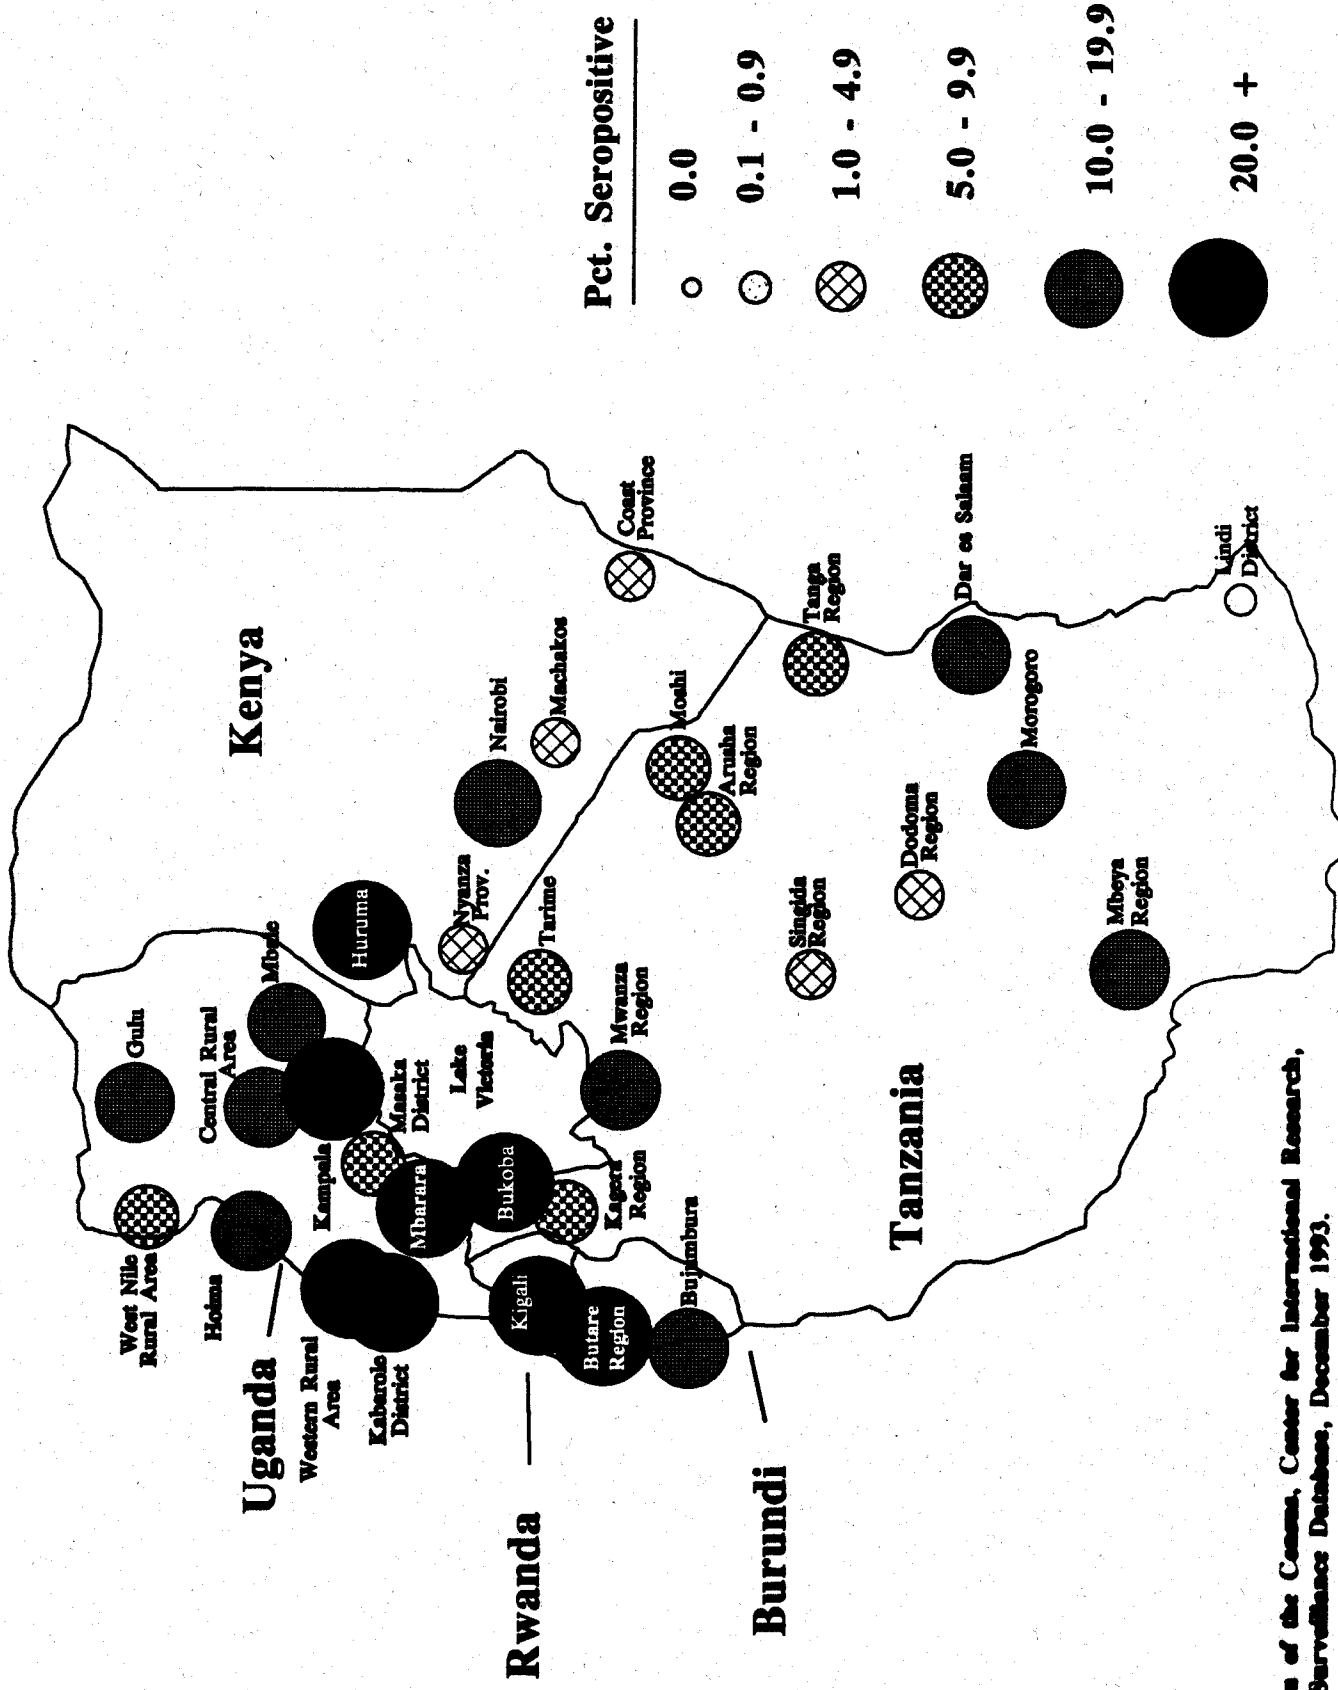 Uganda
West Nile
Rural Area
Hoima
Western Rural
Area
Kabarole
District
Gulu
Central Rural
Area
Mbale
Kampala
Masaka
District
Mbarara
Lake
Victoria
Kenya
Huruma
Nyanza
Prov.
Nairobi
Machakos
Coast
Province
Rwanda
Kigali
Butare
Region
Burundi
Bujumbura
Bukoba
Kagera
Region
Tanzania
Tarime
Mwanza
Region
Moshi
Arusha
Region
Tanga
Region
Singida
Region
Dodoma
Region
Dar es Salaam
Morogoro
Mbeya
Region
Lindi
District
Pct. Seropositive
0.0
0.1 - 0.9
1.0 - 4.9
5.0 - 9.9
10.0 - 19.9
20.0 +
of the Census, Center for International Research,
Surveillance Database, December 1993.